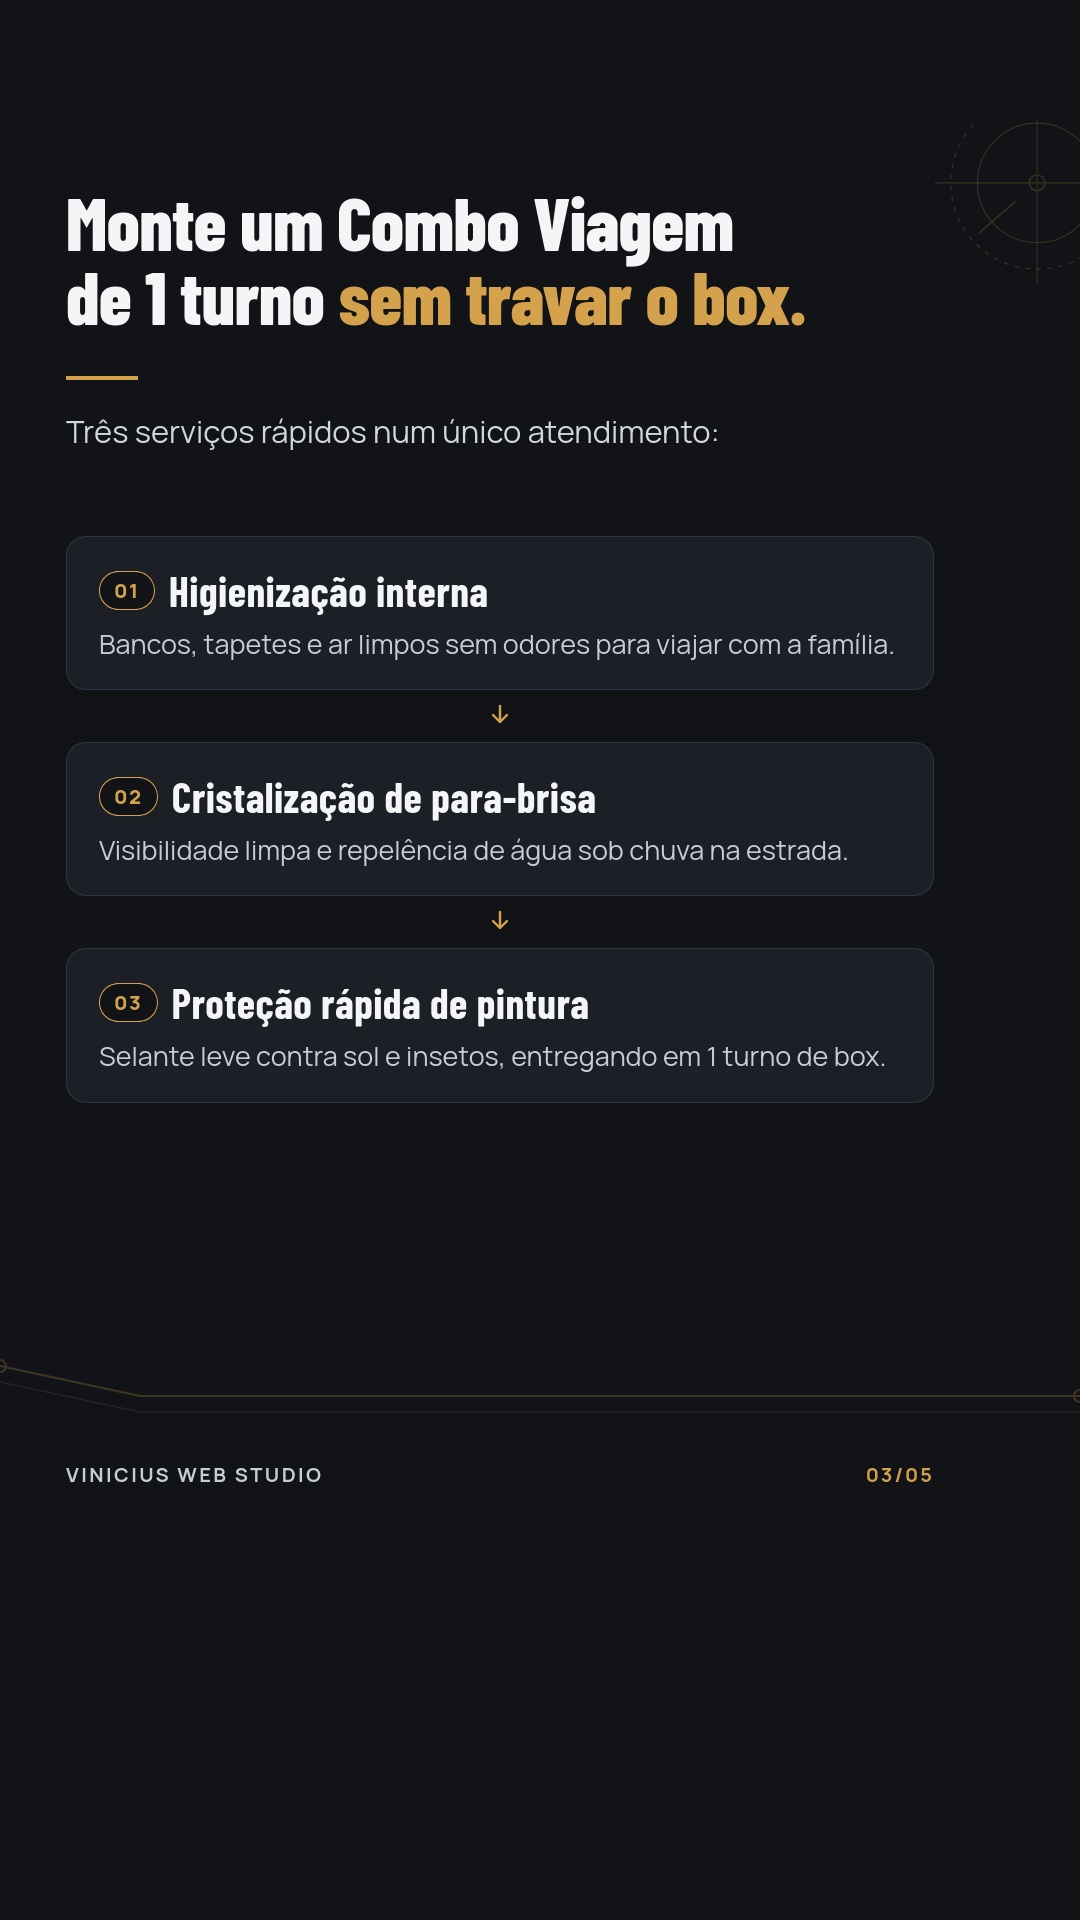 Monte um Combo Viagem
de 1 turno sem travar o box.
Três serviços rápidos num único atendimento:
01 Higienização interna
Bancos, tapetes e ar limpos sem odores para viajar com a família.
02 Cristalização de para-brisa
Visibilidade limpa e repelência de água sob chuva na estrada.
03 Proteção rápida de pintura
Selante leve contra sol e insetos, entregando em 1 turno de box.
VINICIUS WEB STUDIO
03/05